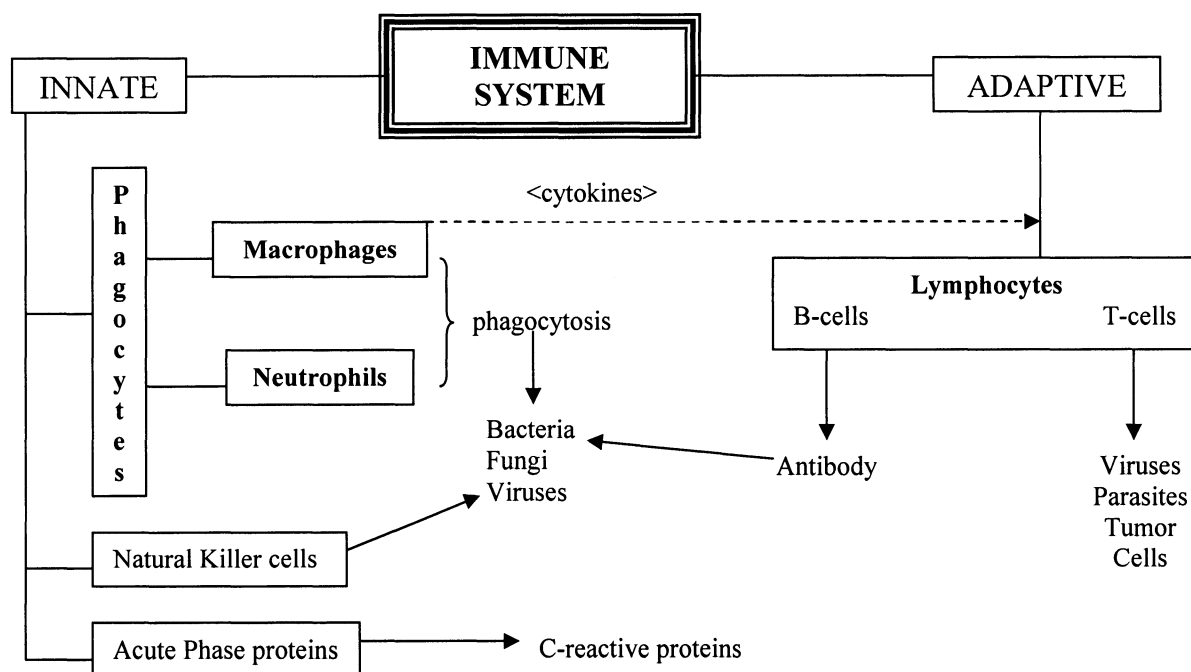 IMMUNE
SYSTEM
INNATE
ADAPTIVE
Phagocytes
<cytokines>
Macrophages
Lymphocytes
B-cells T-cells
phagocytosis
Neutrophils
Bacteria
Fungi
Viruses
Antibody
Viruses
Parasites
Tumor
Cells
Natural Killer cells
Acute Phase proteins
C-reactive proteins